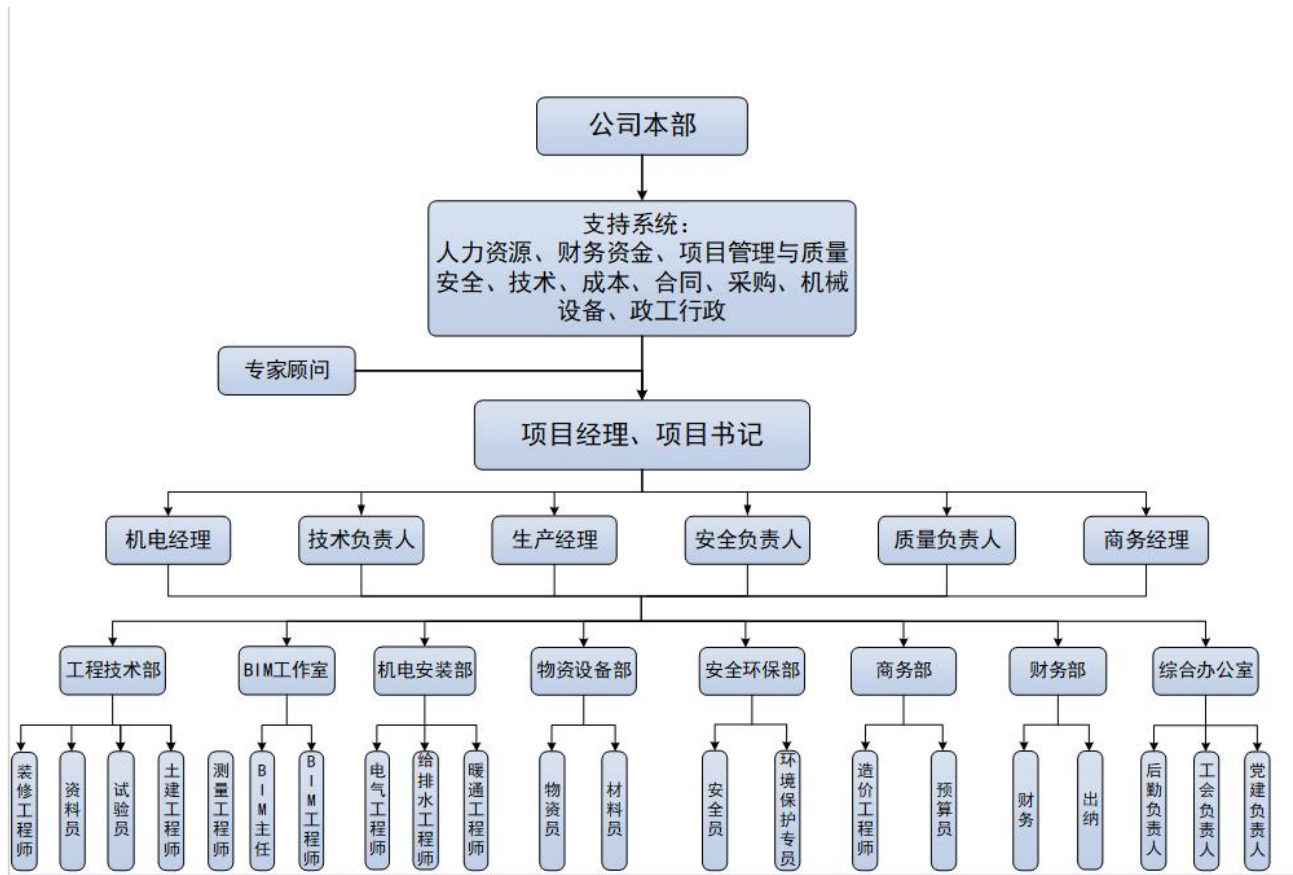 公司本部
支持系统：
人力资源、财务资金、项目管理与质量
安全、技术、成本、合同、采购、机械
设备、政工行政
专家顾问
项目经理、项目书记
机电经理
技术负责人
生产经理
安全负责人
质量负责人
商务经理
工程技术部
BIM工作室
机电安装部
物资设备部
安全环保部
商务部
财务部
综合办公室
装修工程师
资料员
试验员
土建工程师
测量工程师
BIM主任
BIM工程师
电气工程师
给排水工程师
暖通工程师
物资员
材料员
安全员
环境保护专员
造价工程师
预算员
财务
出纳
后勤负责人
工会负责人
党建负责人